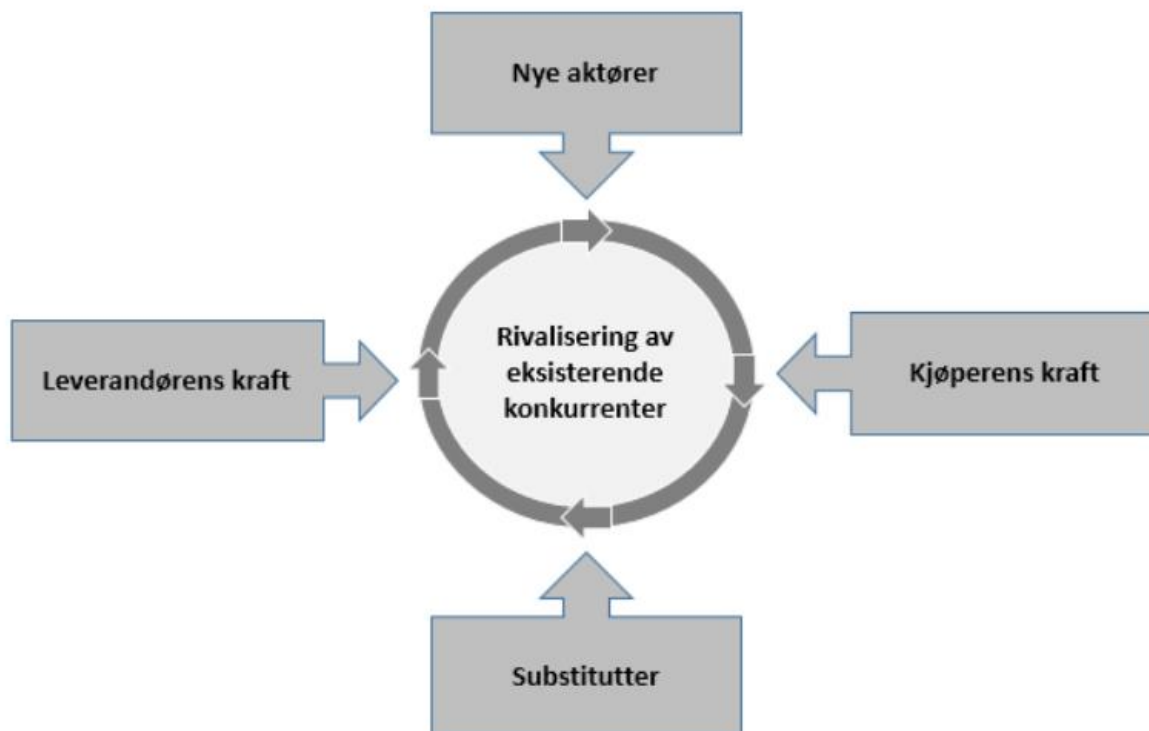 Nye aktører
Leverandørens kraft
Rivalisering av
eksisterende
konkurrenter
Kjøperens kraft
Substitutter